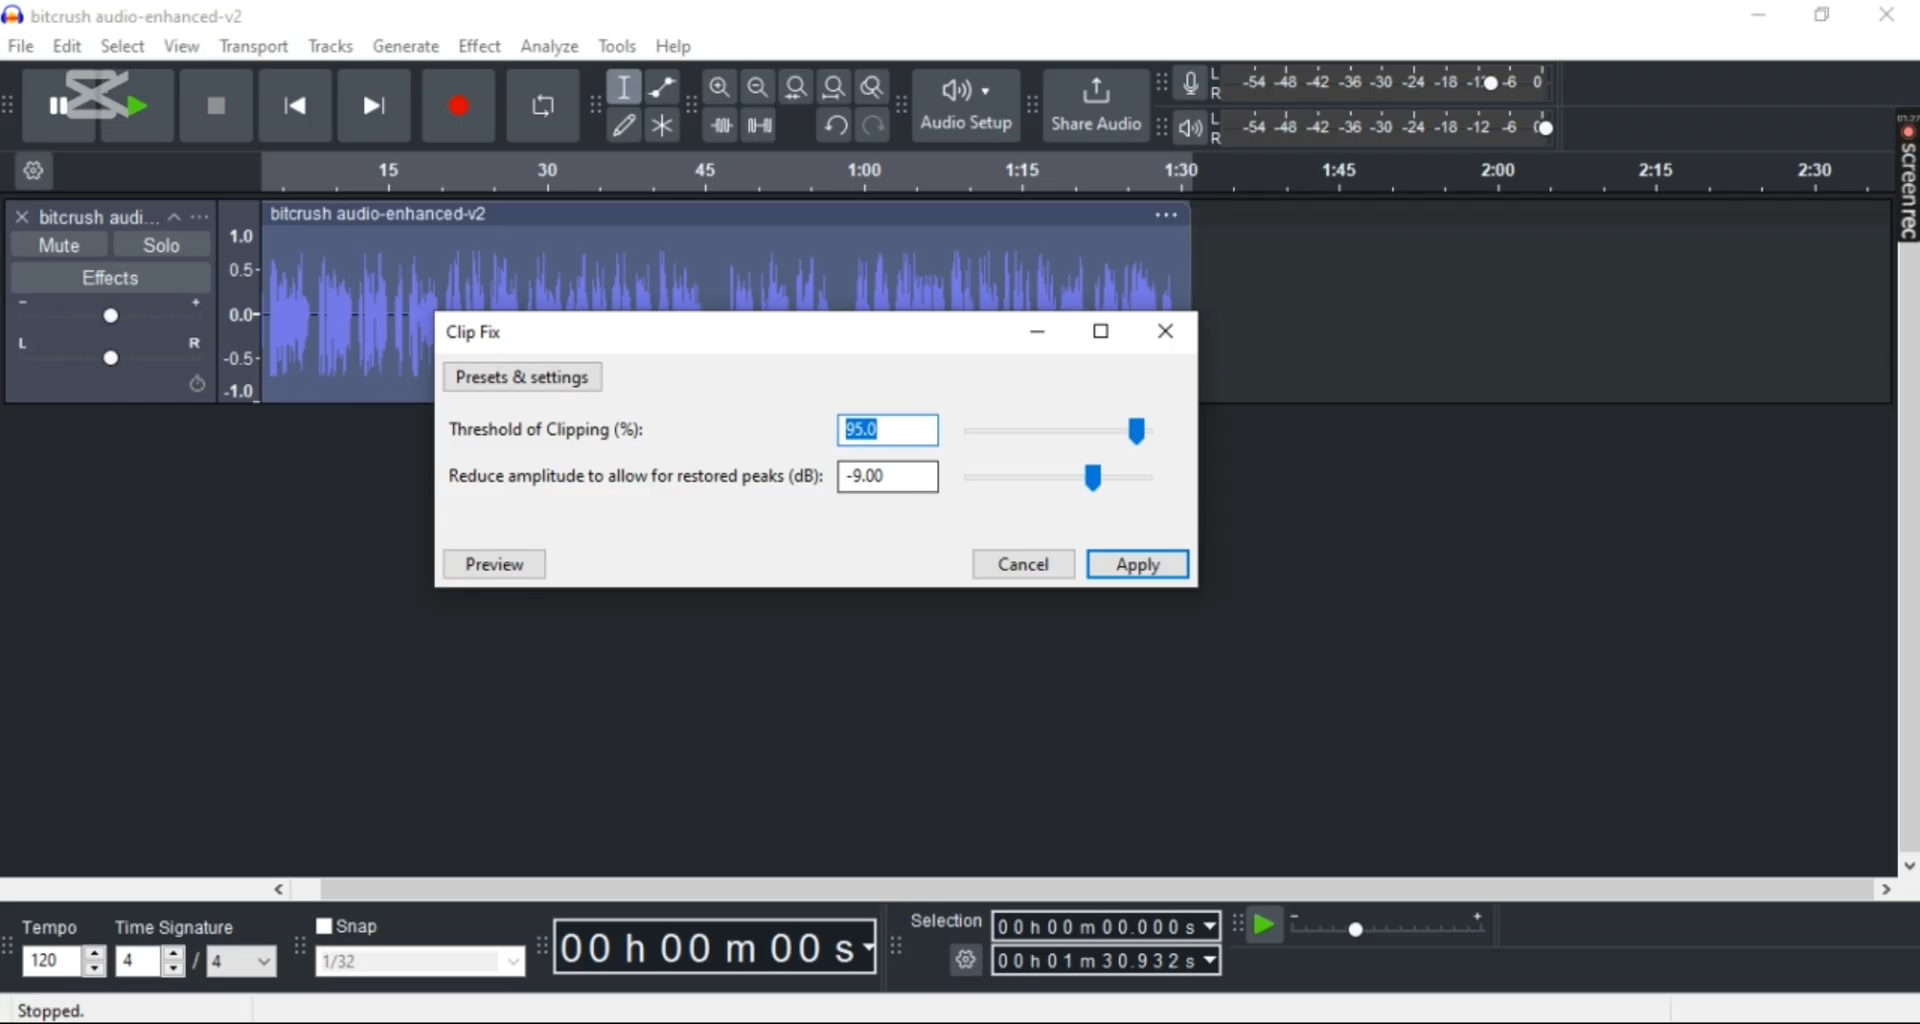 bitcrush audio-enhanced-v2
File Edit Select View Transport Tracks Generate Effect Analyze Tools Help
Audio Setup
Share Audio
L
R
-54 -48 -42 -36 -30 -24 -18 -12 -6 0
L
R
-54 -48 -42 -36 -30 -24 -18 -12 -6
01:27
screenrec
15 30 45 1:00 1:15 1:30 1:45 2:00 2:15 2:30
bitcrush audi...
Mute Solo
Effects
- +
L R
1.0
0.5
0.0
-0.5
-1.0
bitcrush audio-enhanced-v2
Clip Fix
Presets & settings
Threshold of Clipping (%): 95.0
Reduce amplitude to allow for restored peaks (dB): -9.00
Preview Cancel Apply
Tempo
120
Time Signature
4 / 4
Snap
1/32
00 h 00 m 00 s
Selection
00 h 00 m 00.000 s
00 h 01 m 30.932 s
- +
Stopped.